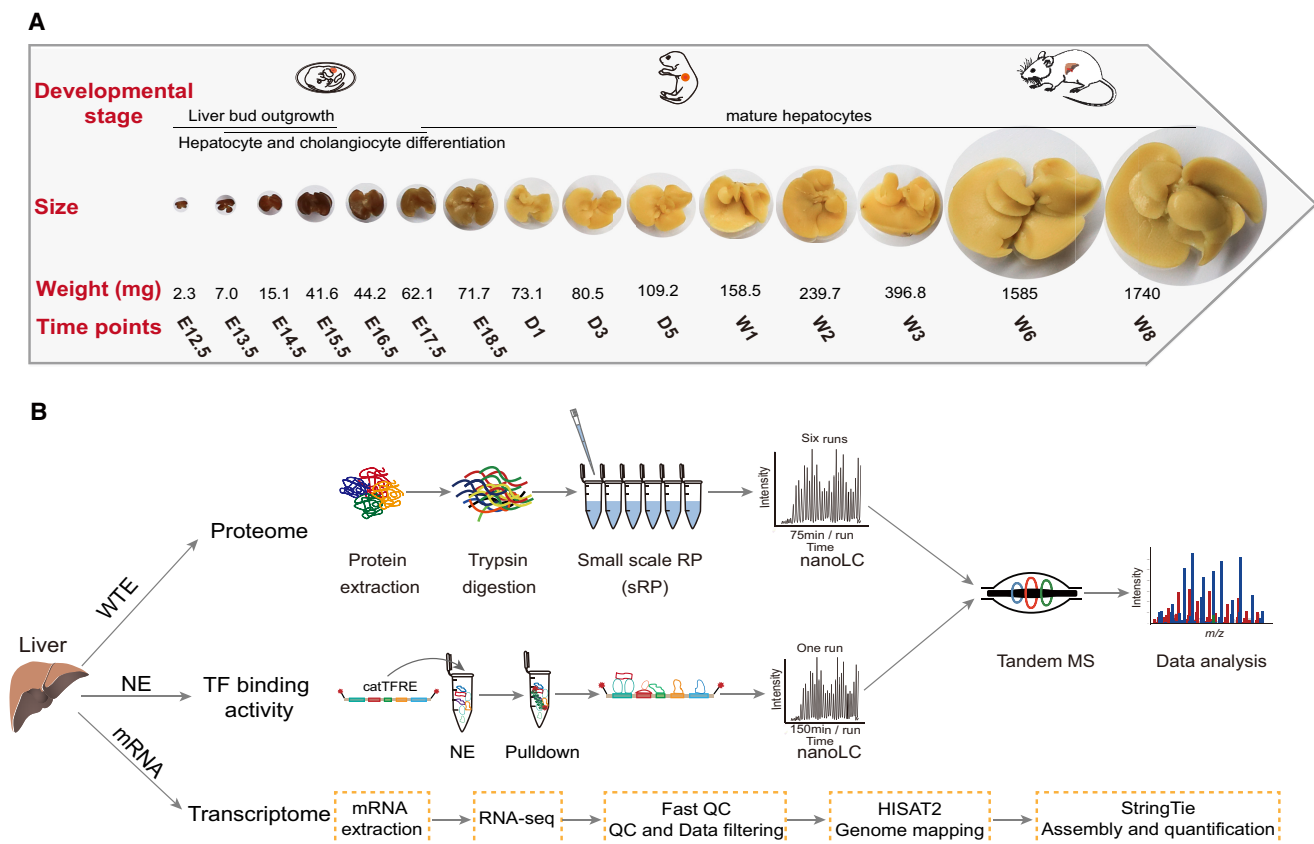 A
Developmental
stage
Liver bud outgrowth
mature hepatocytes
Hepatocyte and cholangiocyte differentiation
Size
Weight (mg) 2.3 7.0 15.1 41.6 44.2 62.1 71.7 73.1 80.5 109.2 158.5 239.7 396.8 1585 1740
Time points E12.5 E13.5 E14.5 E15.5 E16.5 E17.5 E18.5 D1 D3 D5 W1 W2 W3 W6 W8
B
Liver
WTE
NE
mRNA
Proteome
Protein
extraction
Trypsin
digestion
Small scale RP
(sRP)
Six runs
Intensity
75min / run
Time
nanoLC
TF binding
activity
catTFRE
NE
Pulldown
One run
Intensity
150min / run
Time
nanoLC
Tandem MS
Intensity
m/z
Data analysis
Transcriptome
mRNA
extraction
RNA-seq
Fast QC
QC and Data filtering
HISAT2
Genome mapping
StringTie
Assembly and quantification